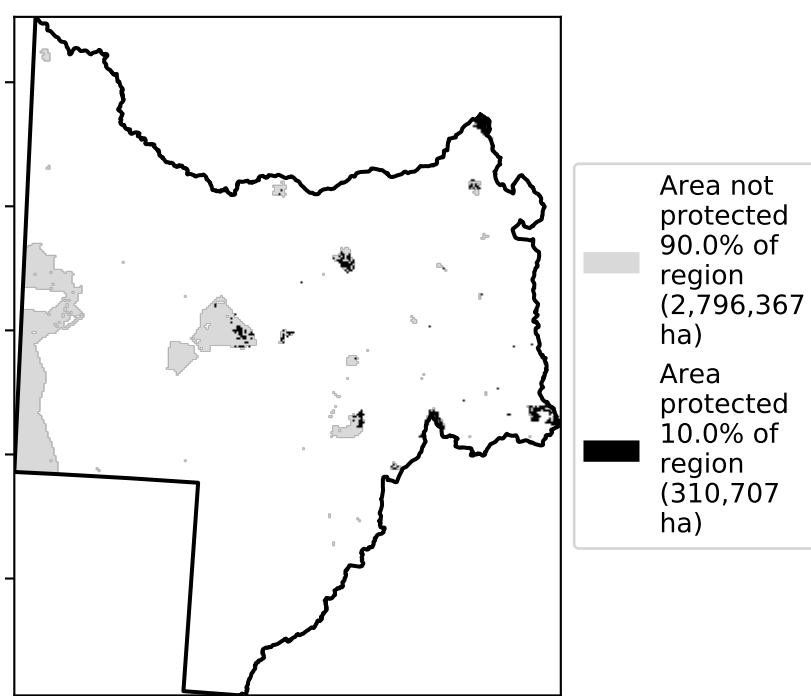 Area not
protected
90.0% of
region
(2,796,367
ha)
Area
protected
10.0% of
region
(310,707
ha)